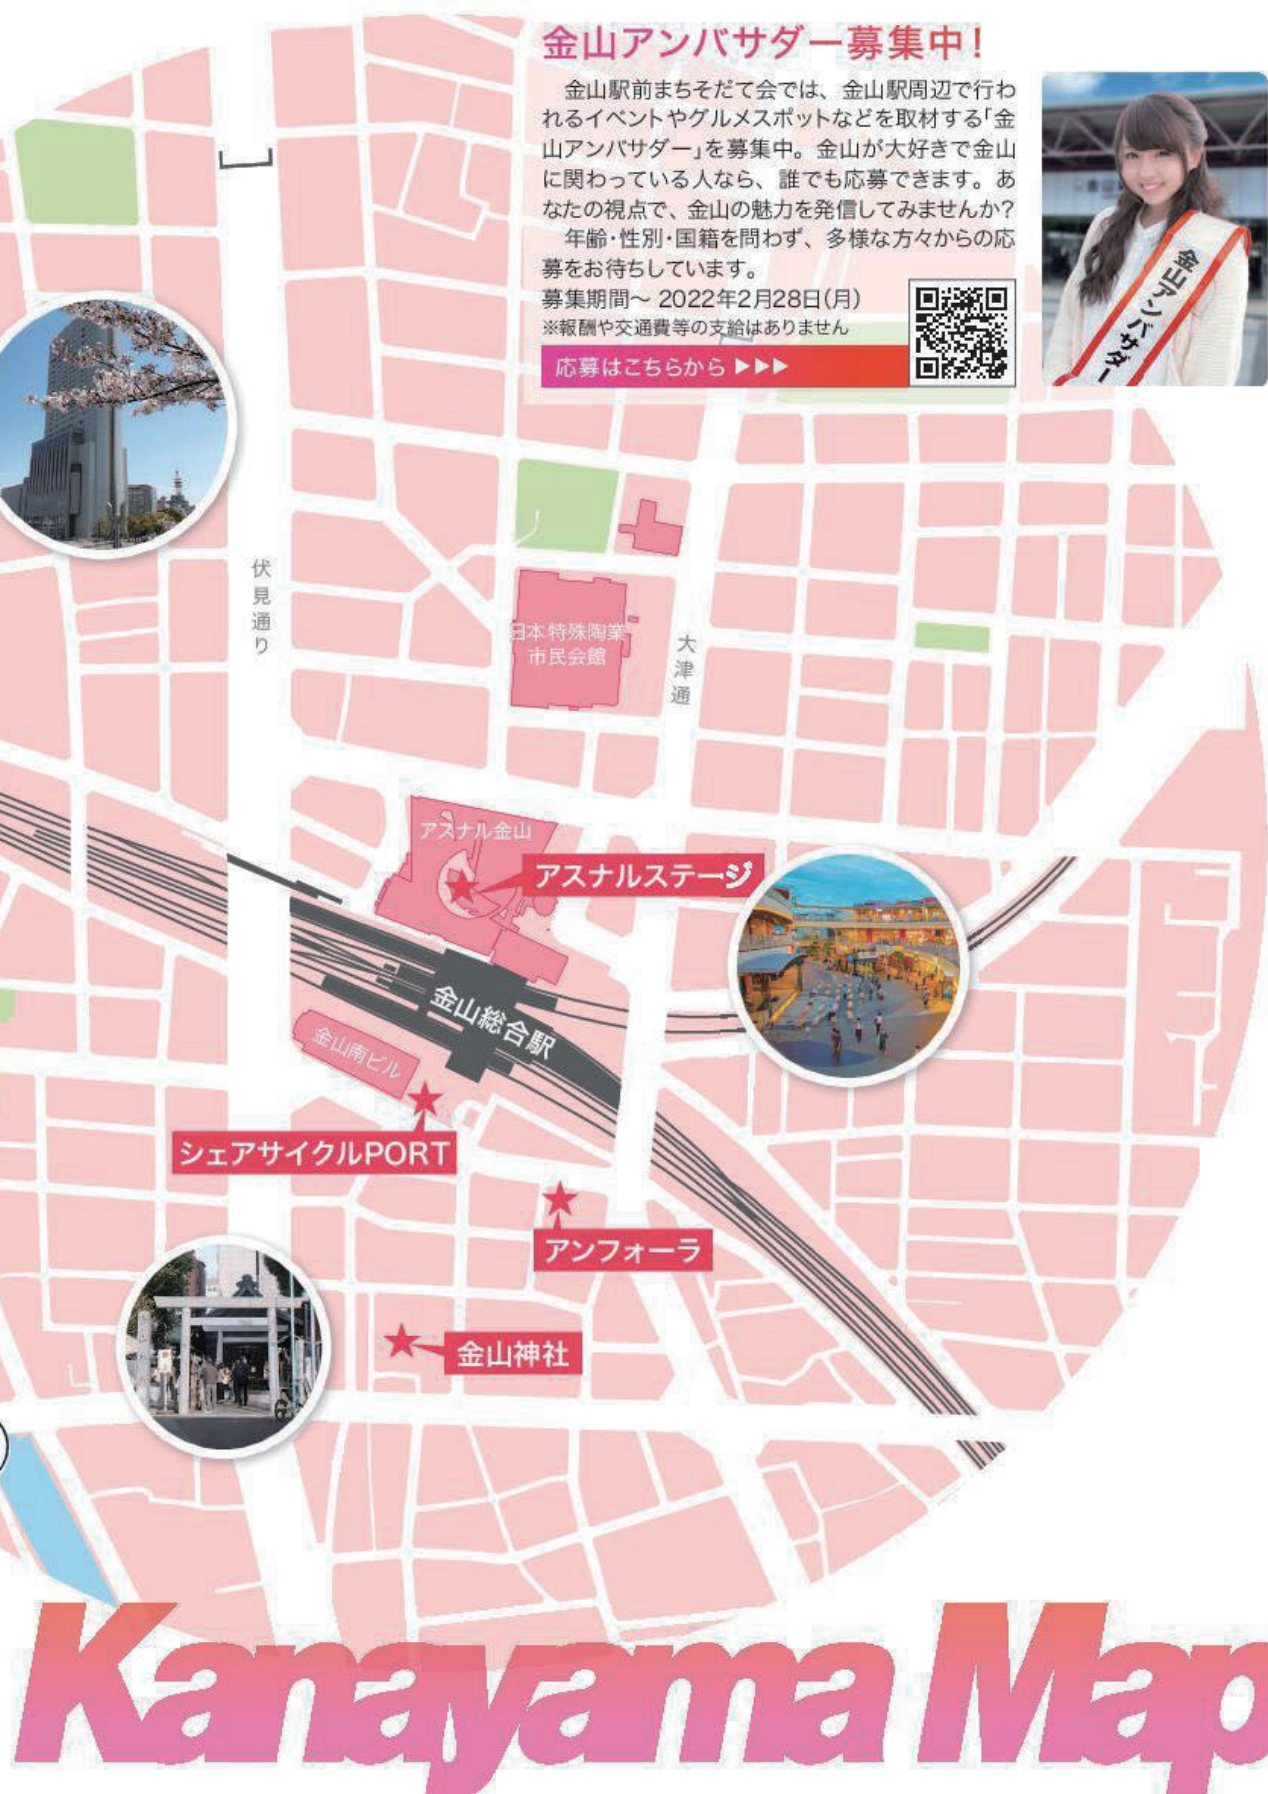 金山アンバサダー募集中！
金山駅前まちそだて会では、金山駅周辺で行わ
れるイベントやグルメスポットなどを取材する「金
山アンバサダー」を募集中。金山が大好きで金山
に関わっている人なら、誰でも応募できます。あ
なたの視点で、金山の魅力を発信してみませんか？
年齢・性別・国籍を問わず、多様な方々からの応
募をお待ちしています。
募集期間～ 2022年2月28日(月)
※報酬や交通費等の支給はありません
応募はこちらから ▶▶▶
金山アンバサダー
伏見通り
日本特殊陶業
市民会館
大津通
アスナル金山
アスナルステージ
金山総合駅
金山南ビル
シェアサイクルPORT
アンフォーラ
金山神社
Kanayama Map